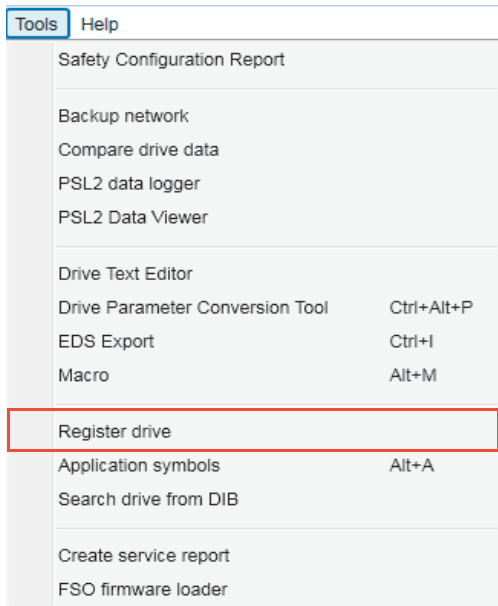 Tools Help
Safety Configuration Report
Backup network
Compare drive data
PSL2 data logger
PSL2 Data Viewer
Drive Text Editor
Drive Parameter Conversion Tool Ctrl+Alt+P
EDS Export Ctrl+I
Macro Alt+M
Register drive
Application symbols Alt+A
Search drive from DIB
Create service report
FSO firmware loader